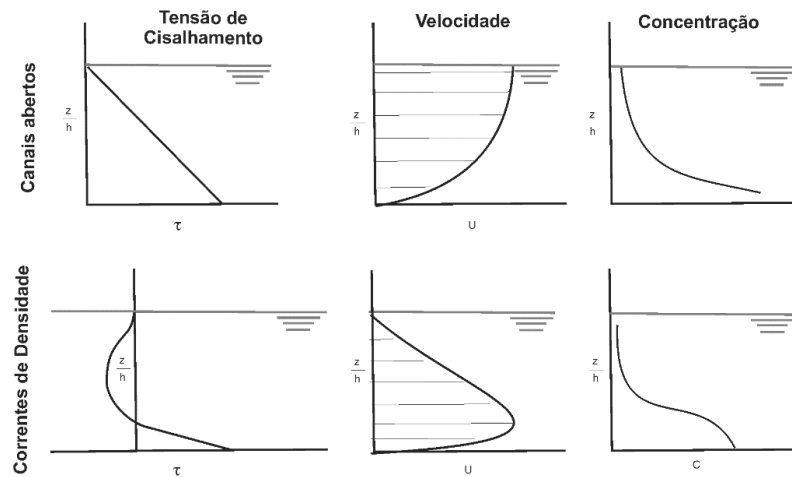 Tensão de
Cisalhamento
Velocidade
Concentração
Canais abertos
z
h
τ
z
h
U
z
h
Correntes de Densidade
z
h
τ
z
h
U
z
h
C